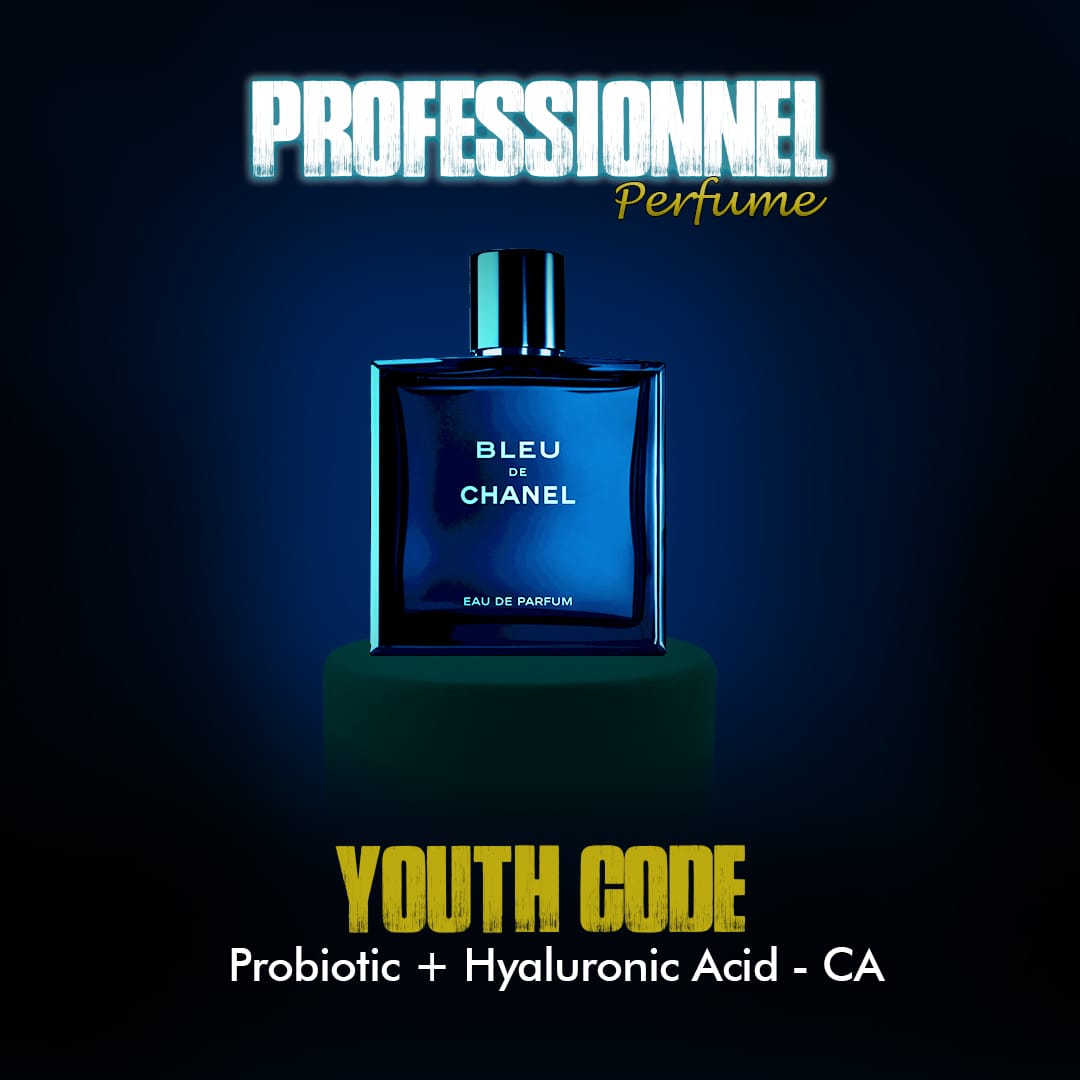 PROFESSIONNEL
Perfume
BLEU
DE
CHANEL
EAU DE PARFUM
YOUTH CODE
Probiotic + Hyaluronic Acid - CA